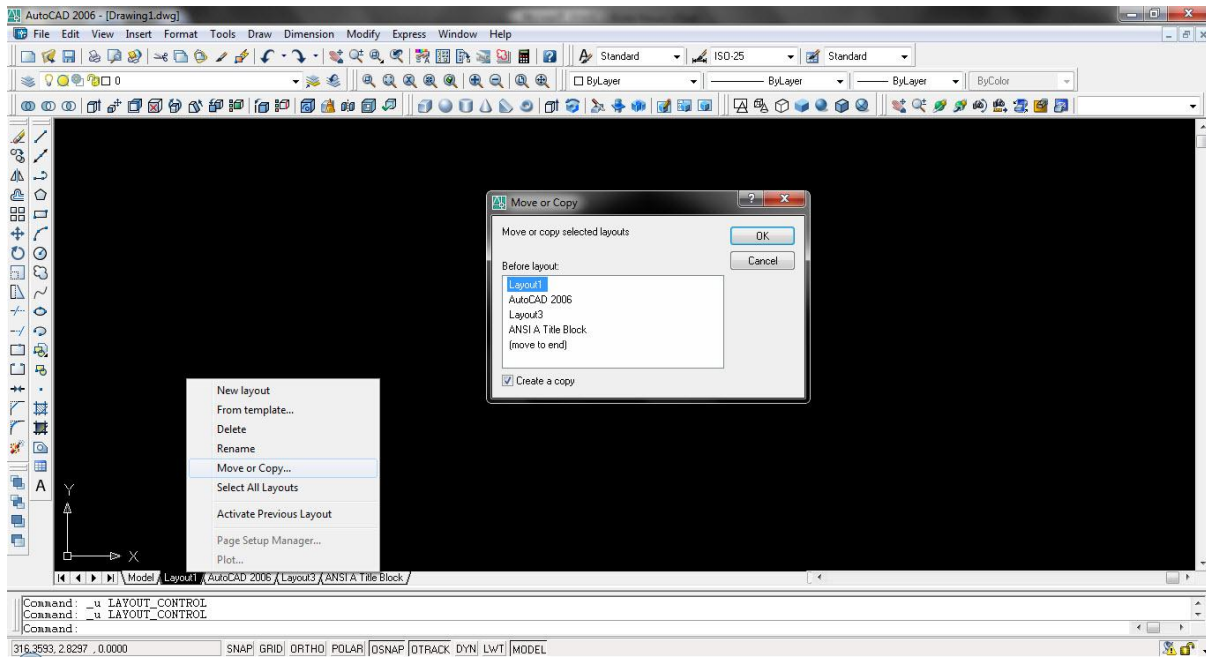 AutoCAD 2006 - [Drawing1.dwg]
File Edit View Insert Format Tools Draw Dimension Modify Express Window Help
Standard ISO-25 Standard
0 ByLayer ByLayer ByLayer ByColor
Move or Copy
Move or copy selected layouts
OK
Cancel
Before layout:
Layout1
AutoCAD 2006
Layout3
ANSI A Title Block
(move to end)
Create a copy
New layout
From template...
Delete
Rename
Move or Copy...
Select All Layouts
Activate Previous Layout
Page Setup Manager...
Plot...
A
Y
X
Model Layout1 AutoCAD 2006 Layout3 ANSI A Title Block
Command: _u LAYOUT_CONTROL
Command: _u LAYOUT_CONTROL
Command:
316.3593, 2.8297 , 0.0000 SNAP GRID ORTHO POLAR OSNAP OTRACK DYN LWT MODEL